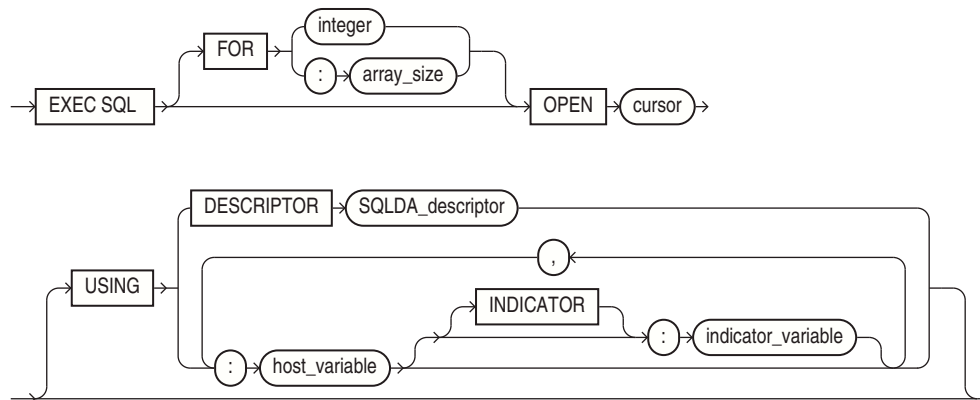 integer
FOR
: array_size
EXEC SQL OPEN cursor
DESCRIPTOR SQLDA_descriptor
,
USING INDICATOR
: indicator_variable
: host_variable